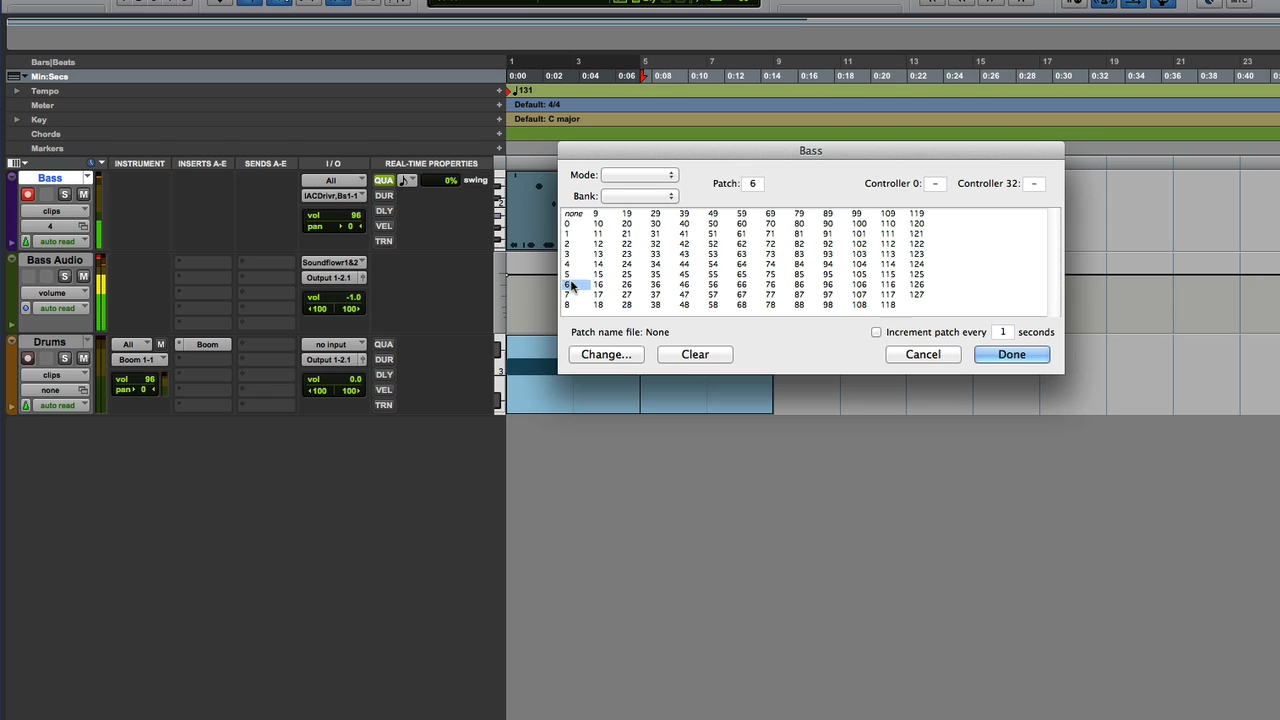 Bars|Beats 1 3 5 7 9 11 13 15 17 19 21 23
Min:Secs 0:00 0:02 0:04 0:06 0:08 0:10 0:12 0:14 0:16 0:18 0:20 0:22 0:24 0:26 0:28 0:30 0:32 0:34 0:36 0:38 0:40
Tempo + 131
Meter + Default: 4/4
Key + Default: C major
Chords +
Markers +
INSTRUMENT INSERTS A-E SENDS A-E I / O REAL-TIME PROPERTIES
Bass
S M
clips
4
auto read
All
IACDrivr,Bs1-1
vol 96
pan 0
QUA 0% swing
DUR
DLY
VEL
TRN
Bass Audio
S M
volume
auto read
Soundflowr1&2
Output 1-2.1
vol -1.0
100 100
Drums
S M
clips
none
auto read
All M
Boom 1-1
vol 96
pan 0
Boom
no input
Output 1-2.1
vol 0.0
100 100
QUA
DUR
DLY
VEL
TRN
Bass
Mode:
Bank:
Patch: 6
Controller 0: –
Controller 32: –
none 9 19 29 39 49 59 69 79 89 99 109 119
0 10 20 30 40 50 60 70 80 90 100 110 120
1 11 21 31 41 51 61 71 81 91 101 111 121
2 12 22 32 42 52 62 72 82 92 102 112 122
3 13 23 33 43 53 63 73 83 93 103 113 123
4 14 24 34 44 54 64 74 84 94 104 114 124
5 15 25 35 45 55 65 75 85 95 105 115 125
6 16 26 36 46 56 66 76 86 96 106 116 126
7 17 27 37 47 57 67 77 87 97 107 117 127
8 18 28 38 48 58 68 78 88 98 108 118
Patch name file: None
Increment patch every 1 seconds
Change... Clear Cancel Done